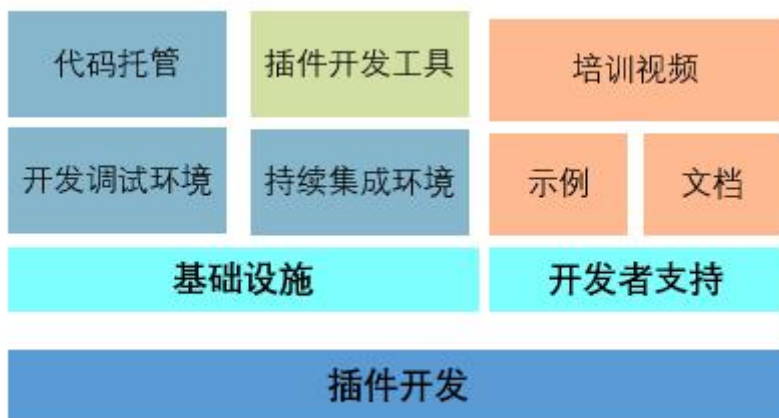 代码托管
插件开发工具
培训视频
开发调试环境
持续集成环境
示例
文档
基础设施
开发者支持
插件开发